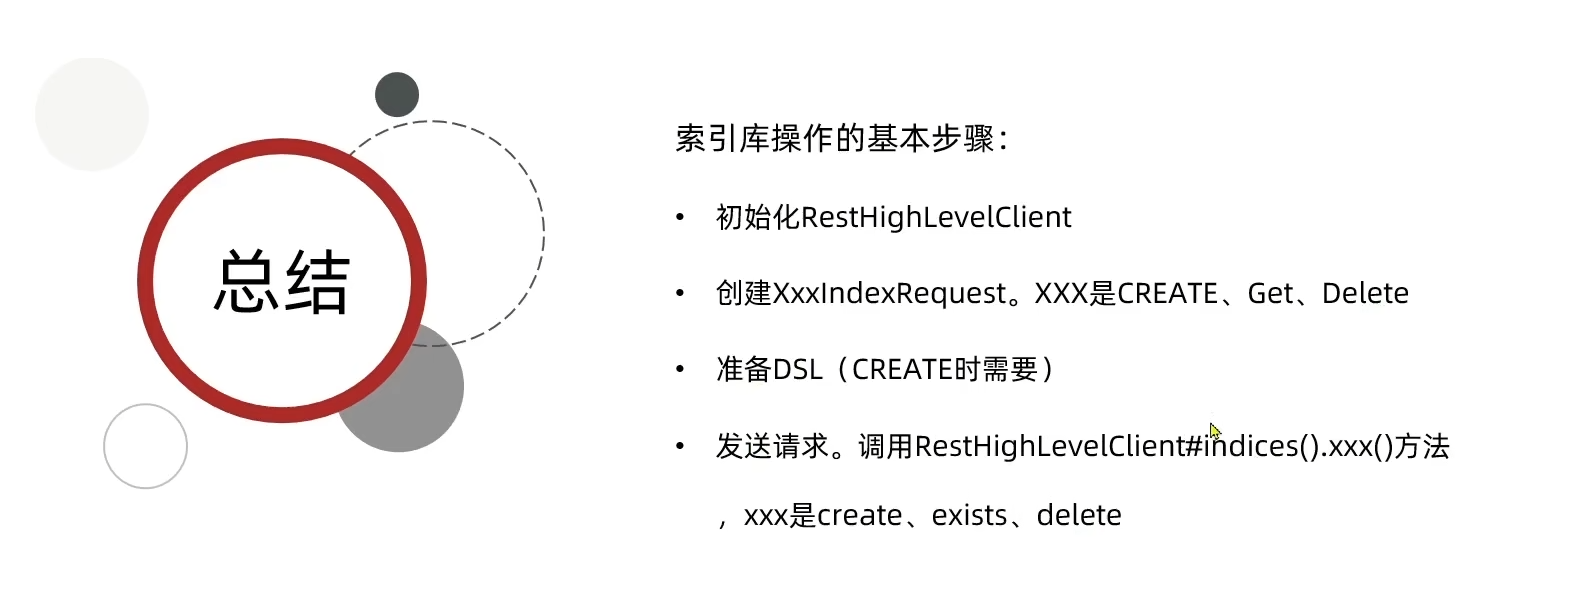 总结
索引库操作的基本步骤：
• 初始化RestHighLevelClient
• 创建XxxIndexRequest。XXX是CREATE、Get、Delete
• 准备DSL（CREATE时需要）
• 发送请求。调用RestHighLevelClient#indices().xxx()方法
，xxx是create、exists、delete